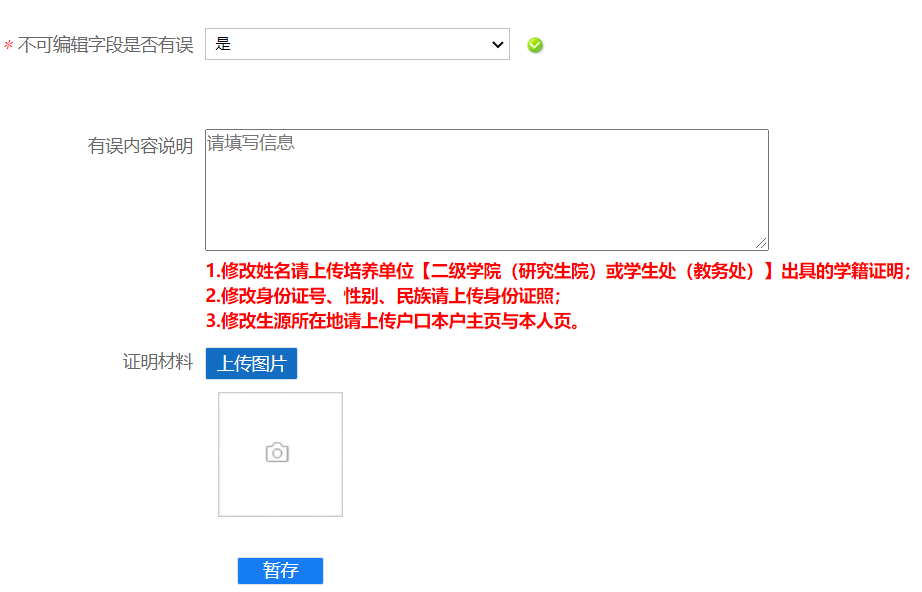 * 不可编辑字段是否有误 是
有误内容说明 请填写信息
1.修改姓名请上传培养单位【二级学院（研究生院）或学生处（教务处）】出具的学籍证明;
2.修改身份证号、性别、民族请上传身份证照;
3.修改生源所在地请上传户口本户主页与本人页。
证明材料 上传图片
暂存